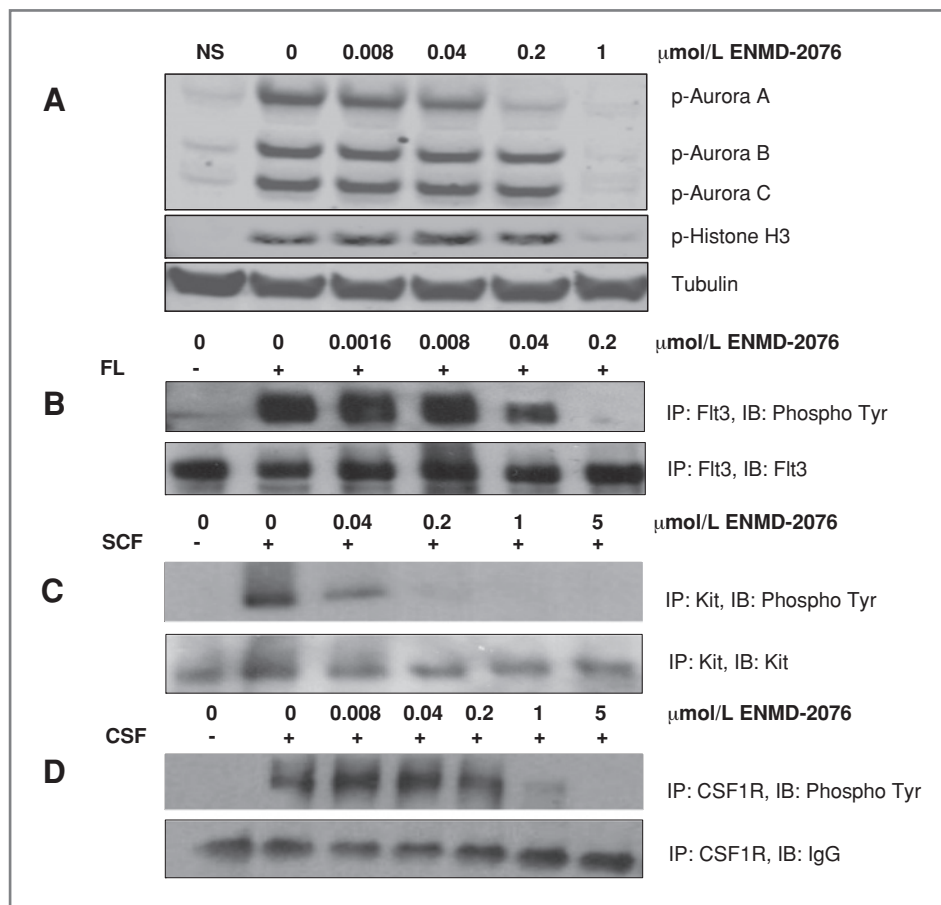 NS 0 0.008 0.04 0.2 1 μmol/L ENMD-2076
A
p-Aurora A
p-Aurora B
p-Aurora C
p-Histone H3
Tubulin
0 0 0.0016 0.008 0.04 0.2 μmol/L ENMD-2076
FL - + + + + +
B
IP: Flt3, IB: Phospho Tyr
IP: Flt3, IB: Flt3
0 0 0.04 0.2 1 5 μmol/L ENMD-2076
SCF - + + + + +
C
IP: Kit, IB: Phospho Tyr
IP: Kit, IB: Kit
0 0 0.008 0.04 0.2 1 5 μmol/L ENMD-2076
CSF - + + + + + +
D
IP: CSF1R, IB: Phospho Tyr
IP: CSF1R, IB: IgG